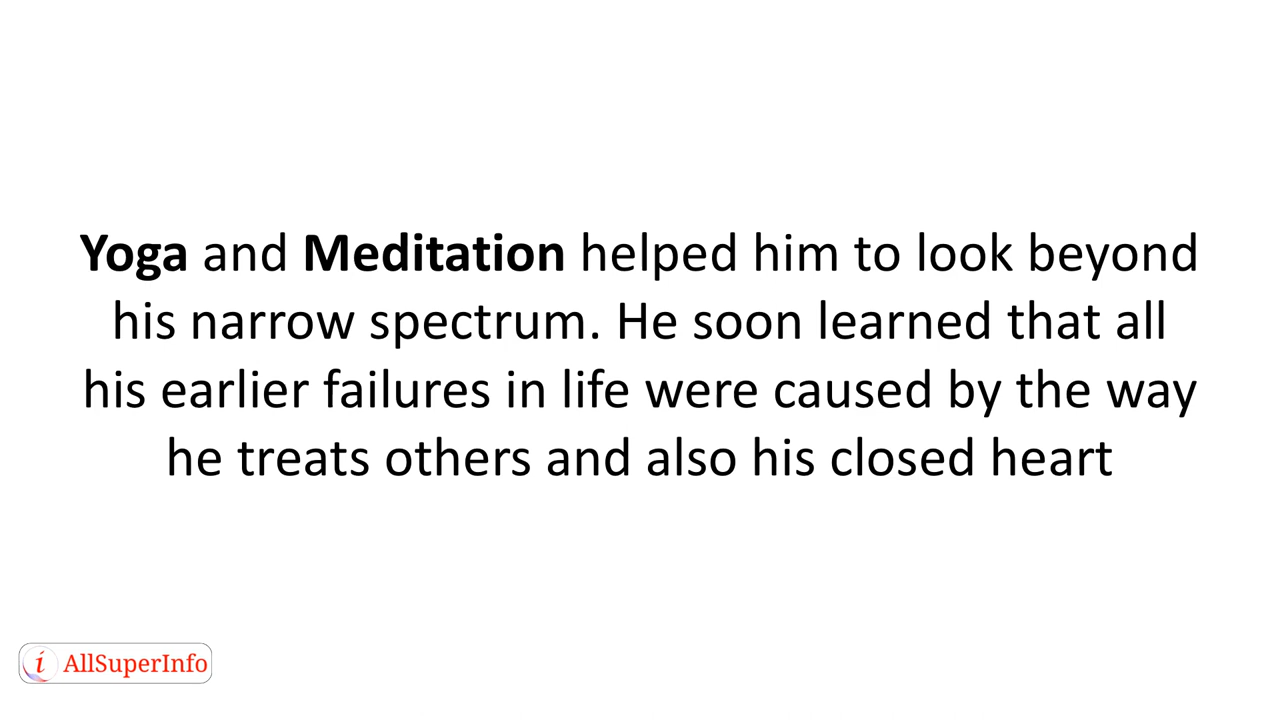 Yoga and Meditation helped him to look beyond
his narrow spectrum. He soon learned that all
his earlier failures in life were caused by the way
he treats others and also his closed heart
i AllSuperInfo